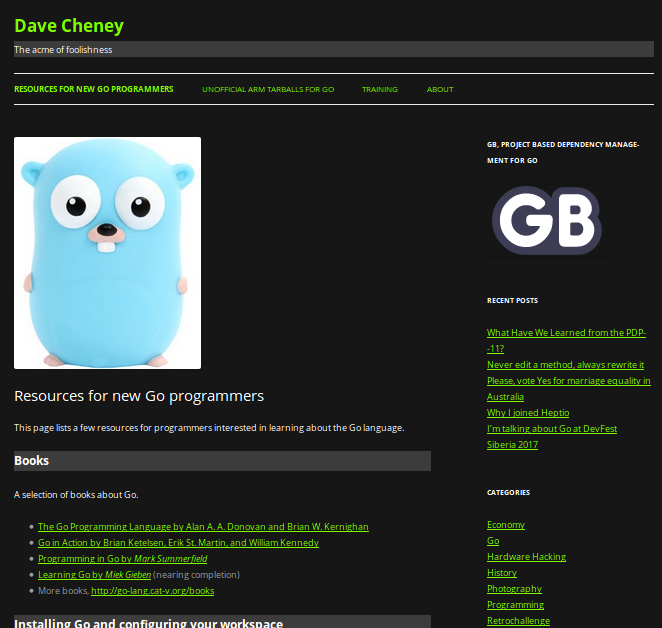 Dave Cheney
The acme of foolishness
RESOURCES FOR NEW GO PROGRAMMERS UNOFFICIAL ARM TARBALLS FOR GO TRAINING ABOUT
Resources for new Go programmers
This page lists a few resources for programmers interested in learning about the Go language.
Books
A selection of books about Go.
The Go Programming Language by Alan A. A. Donovan and Brian W. Kernighan
Go in Action by Brian Ketelsen, Erik St. Martin, and William Kennedy
Programming in Go by Mark Summerfield
Learning Go by Miek Gieben (nearing completion)
More books, http://go-lang.cat-v.org/books
Installing Go and configuring your workspace
GB, PROJECT BASED DEPENDENCY MANAGE-
MENT FOR GO
GB
RECENT POSTS
What Have We Learned from the PDP-
-11?
Never edit a method, always rewrite it
Please, vote Yes for marriage equality in
Australia
Why I joined Heptio
I'm talking about Go at DevFest
Siberia 2017
CATEGORIES
Economy
Go
Hardware Hacking
History
Photography
Programming
Retrochallenge